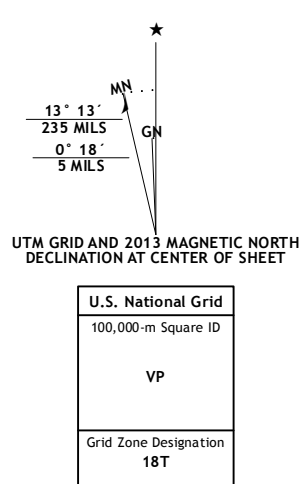 ★
MN
13° 13´
235 MILS
GN
0° 18´
5 MILS
UTM GRID AND 2013 MAGNETIC NORTH
DECLINATION AT CENTER OF SHEET
U.S. National Grid
100,000-m Square ID
VP
Grid Zone Designation
18T